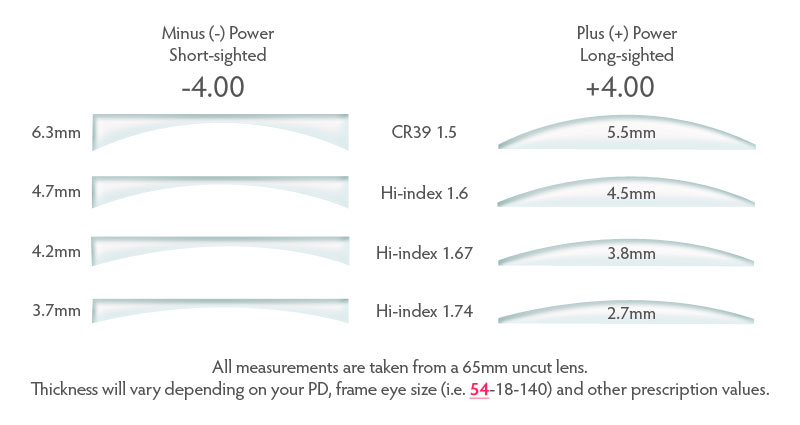 Minus (-) Power
Short-sighted
-4.00
Plus (+) Power
Long-sighted
+4.00
6.3mm CR39 1.5 5.5mm
4.7mm Hi-index 1.6 4.5mm
4.2mm Hi-index 1.67 3.8mm
3.7mm Hi-index 1.74 2.7mm
All measurements are taken from a 65mm uncut lens.
Thickness will vary depending on your PD, frame eye size (i.e. 54-18-140) and other prescription values.